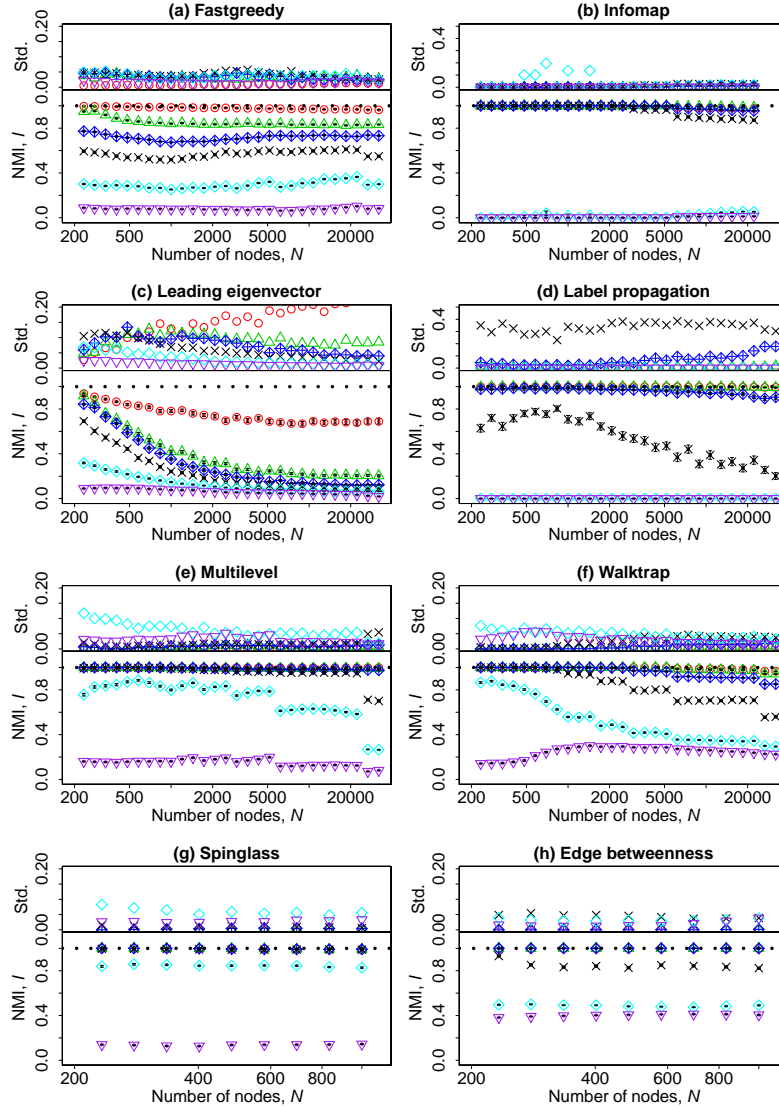 (a) Fastgreedy
Std.
0.00 0.20
NMI, I
0.0 0.4 0.8
200 500 2000 5000 20000
Number of nodes, N
(b) Infomap
Std.
0.0 0.4
NMI, I
0.0 0.4 0.8
200 500 2000 5000 20000
Number of nodes, N
(c) Leading eigenvector
Std.
0.00 0.20
NMI, I
0.0 0.4 0.8
200 500 2000 5000 20000
Number of nodes, N
(d) Label propagation
Std.
0.0 0.4
NMI, I
0.0 0.4 0.8
200 500 2000 5000 20000
Number of nodes, N
(e) Multilevel
Std.
0.00 0.20
NMI, I
0.0 0.4 0.8
200 500 2000 5000 20000
Number of nodes, N
(f) Walktrap
Std.
0.00 0.20
NMI, I
0.0 0.4 0.8
200 500 2000 5000 20000
Number of nodes, N
(g) Spinglass
Std.
0.00 0.20
NMI, I
0.0 0.4 0.8
200 400 600 800
Number of nodes, N
(h) Edge betweenness
Std.
0.00 0.20
NMI, I
0.0 0.4 0.8
200 400 600 800
Number of nodes, N